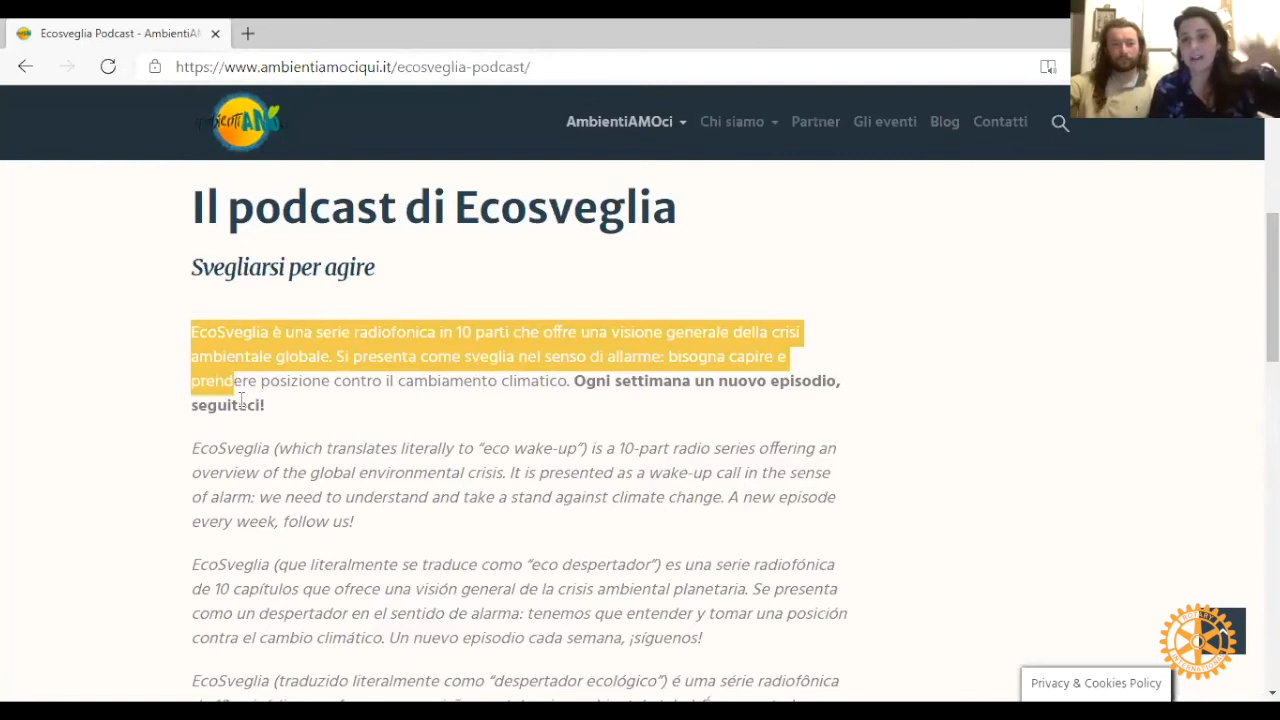 Ecosveglia Podcast - AmbientiA
https://www.ambientiamociqui.it/ecosveglia-podcast/
ambientiAMO
AmbientiAMOci
Chi siamo
Partner
Gli eventi
Blog
Contatti
Il podcast di Ecosveglia
Svegliarsi per agire
EcoSveglia è una serie radiofonica in 10 parti che offre una visione generale della crisi
ambientale globale. Si presenta come sveglia nel senso di allarme: bisogna capire e
prendere posizione contro il cambiamento climatico. Ogni settimana un nuovo episodio,
seguiteci!
EcoSveglia (which translates literally to “eco wake-up”) is a 10-part radio series offering an
overview of the global environmental crisis. It is presented as a wake-up call in the sense
of alarm: we need to understand and take a stand against climate change. A new episode
every week, follow us!
EcoSveglia (que literalmente se traduce como “eco despertador”) es una serie radiofónica
de 10 capítulos que ofrece una visión general de la crisis ambiental planetaria. Se presenta
como un despertador en el sentido de alarma: tenemos que entender y tomar una posición
contra el cambio climático. Un nuevo episodio cada semana, ¡síguenos!
EcoSveglia (traduzido literalmente como “despertador ecológico”) é uma série radiofônica
ROTARY
INTERNATIONAL
Privacy & Cookies Policy